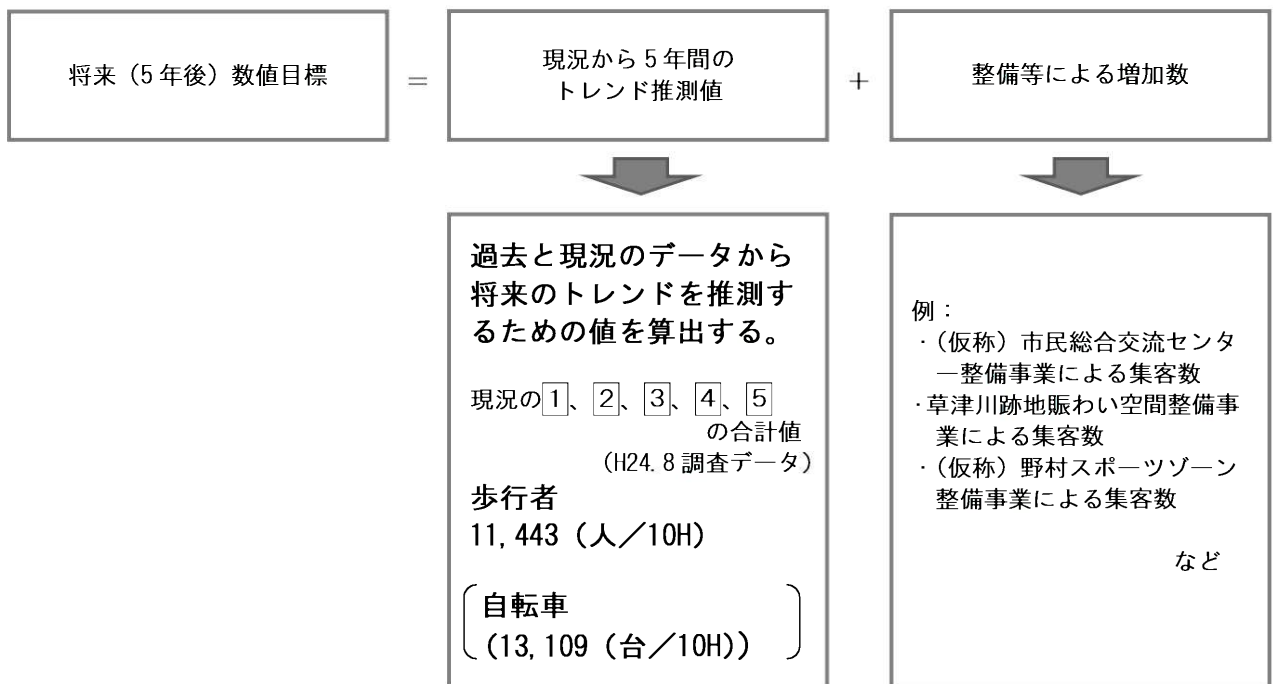 将来（5年後）数値目標
＝
現況から5年間の
トレンド推測値
＋
整備等による増加数
過去と現況のデータから
将来のトレンドを推測す
るための値を算出する。
現況の1、2、3、4、5
の合計値
（H24.8調査データ）
歩行者
11,443（人／10H）
自転車
(13,109（台／10H））
例：
・（仮称）市民総合交流センタ
ー整備事業による集客数
・草津川跡地賑わい空間整備事
業による集客数
・（仮称）野村スポーツゾーン
整備事業による集客数
など